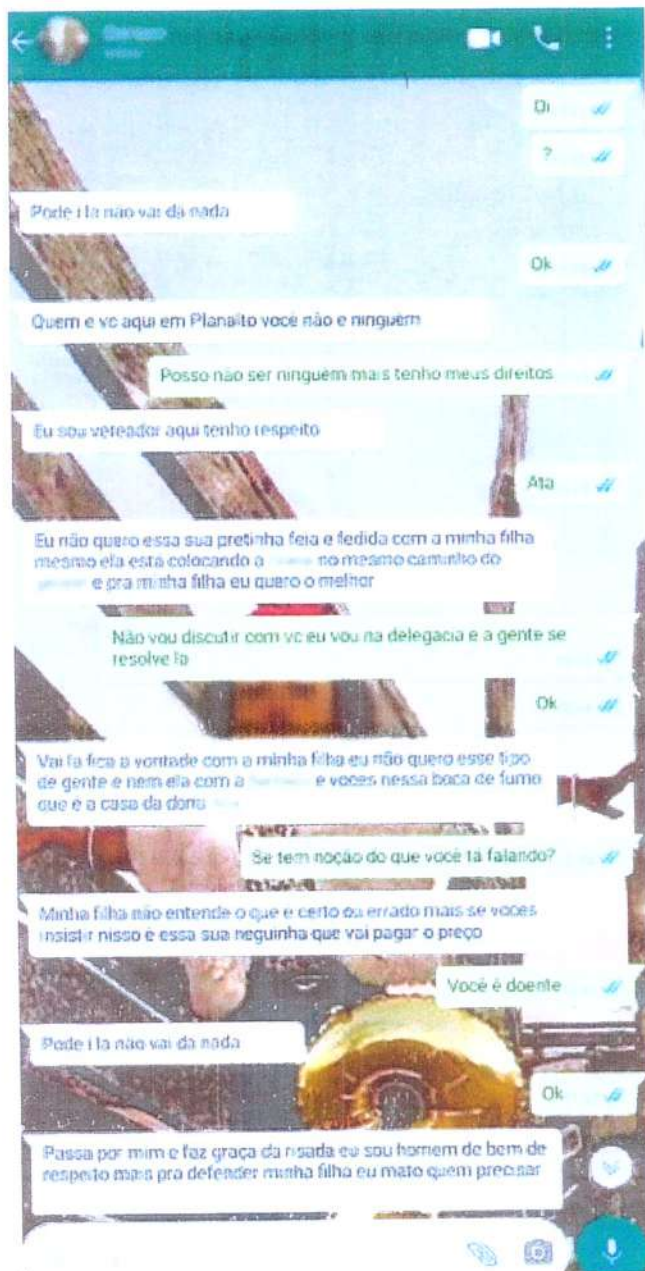 Oi
?
Pode i la não vai da nada
Ok
Quem e vc aqui em Planalto você não e ninguém
Posso não ser ninguém mais tenho meus direitos
Eu sou vereador aqui tenho respeito
Ata
Eu não quero essa sua pretinha feia e fedida com a minha filha
mesmo ela esta colocando a no mesmo caminho do
e pra minha filha eu quero o melhor
Não vou discutir com vc eu vou na delegacia e a gente se
resolve la
Ok
Vai la fica a vontade com a minha filha eu não quero esse tipo
de gente e nem ela com a e voces nessa boca de fumo
que é a casa da dona
Se tem noção do que você tá falando?
Minha filha não entende o que e certo ou errado mais se voces
insistir nisso é essa sua neguinha que vai pagar o preço
Você é doente
Pode i la não vai da nada
Ok
Passa por mim e faz graça da risada eu sou homem de bem de
respeito mais pra defender minha filha eu mato quem precisar